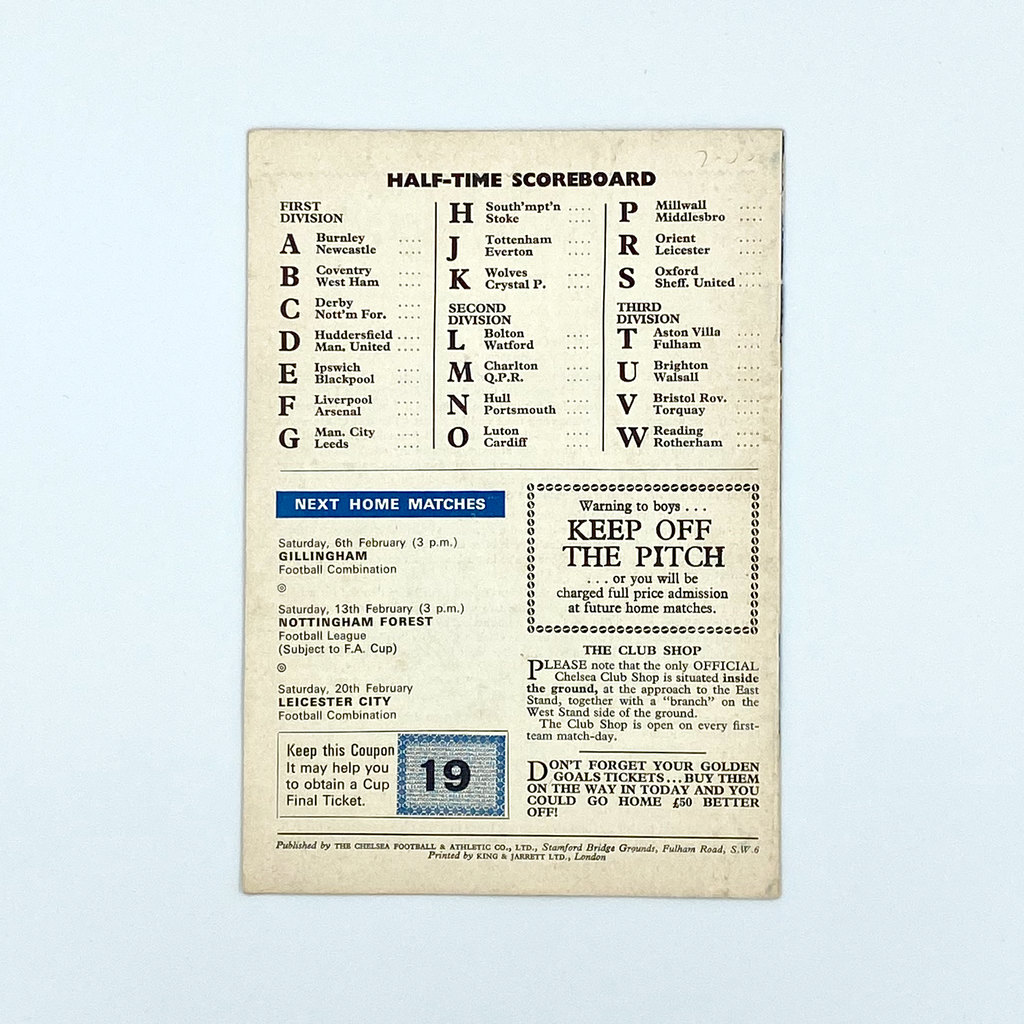 HALF-TIME SCOREBOARD
FIRST
DIVISION
A Burnley ....
Newcastle ....
B Coventry ....
West Ham ....
C Derby ....
Nott'm For. ....
D Huddersfield ....
Man. United ....
E Ipswich ....
Blackpool ....
F Liverpool ....
Arsenal ....
G Man. City ....
Leeds ....
H South'mpt'n ....
Stoke ....
J Tottenham ....
Everton ....
K Wolves ....
Crystal P. ....
SECOND
DIVISION
L Bolton ....
Watford ....
M Charlton ....
Q.P.R. ....
N Hull ....
Portsmouth ....
O Luton ....
Cardiff ....
P Millwall ....
Middlesbro ....
R Orient ....
Leicester ....
S Oxford ....
Sheff. United ....
THIRD
DIVISION
T Aston Villa ....
Fulham ....
U Brighton ....
Walsall ....
V Bristol Rov. ....
Torquay ....
W Reading ....
Rotherham ....
NEXT HOME MATCHES
Saturday, 6th February (3 p.m.)
GILLINGHAM
Football Combination
Saturday, 13th February (3 p.m.)
NOTTINGHAM FOREST
Football League
(Subject to F.A. Cup)
Saturday, 20th February
LEICESTER CITY
Football Combination
Keep this Coupon
It may help you
to obtain a Cup
Final Ticket.
19
Warning to boys . . .
KEEP OFF
THE PITCH
. . . or you will be
charged full price admission
at future home matches.
THE CLUB SHOP
PLEASE note that the only OFFICIAL
Chelsea Club Shop is situated inside
the ground, at the approach to the East
Stand, together with a "branch" on the
West Stand side of the ground.
The Club Shop is open on every first-
team match-day.
DON'T FORGET YOUR GOLDEN
GOALS TICKETS...BUY THEM
ON THE WAY IN TODAY AND YOU
COULD GO HOME £50 BETTER
OFF!
Published by THE CHELSEA FOOTBALL & ATHLETIC CO., LTD., Stamford Bridge Grounds, Fulham Road, S.W.6
Printed by KING & JARRETT LTD., London